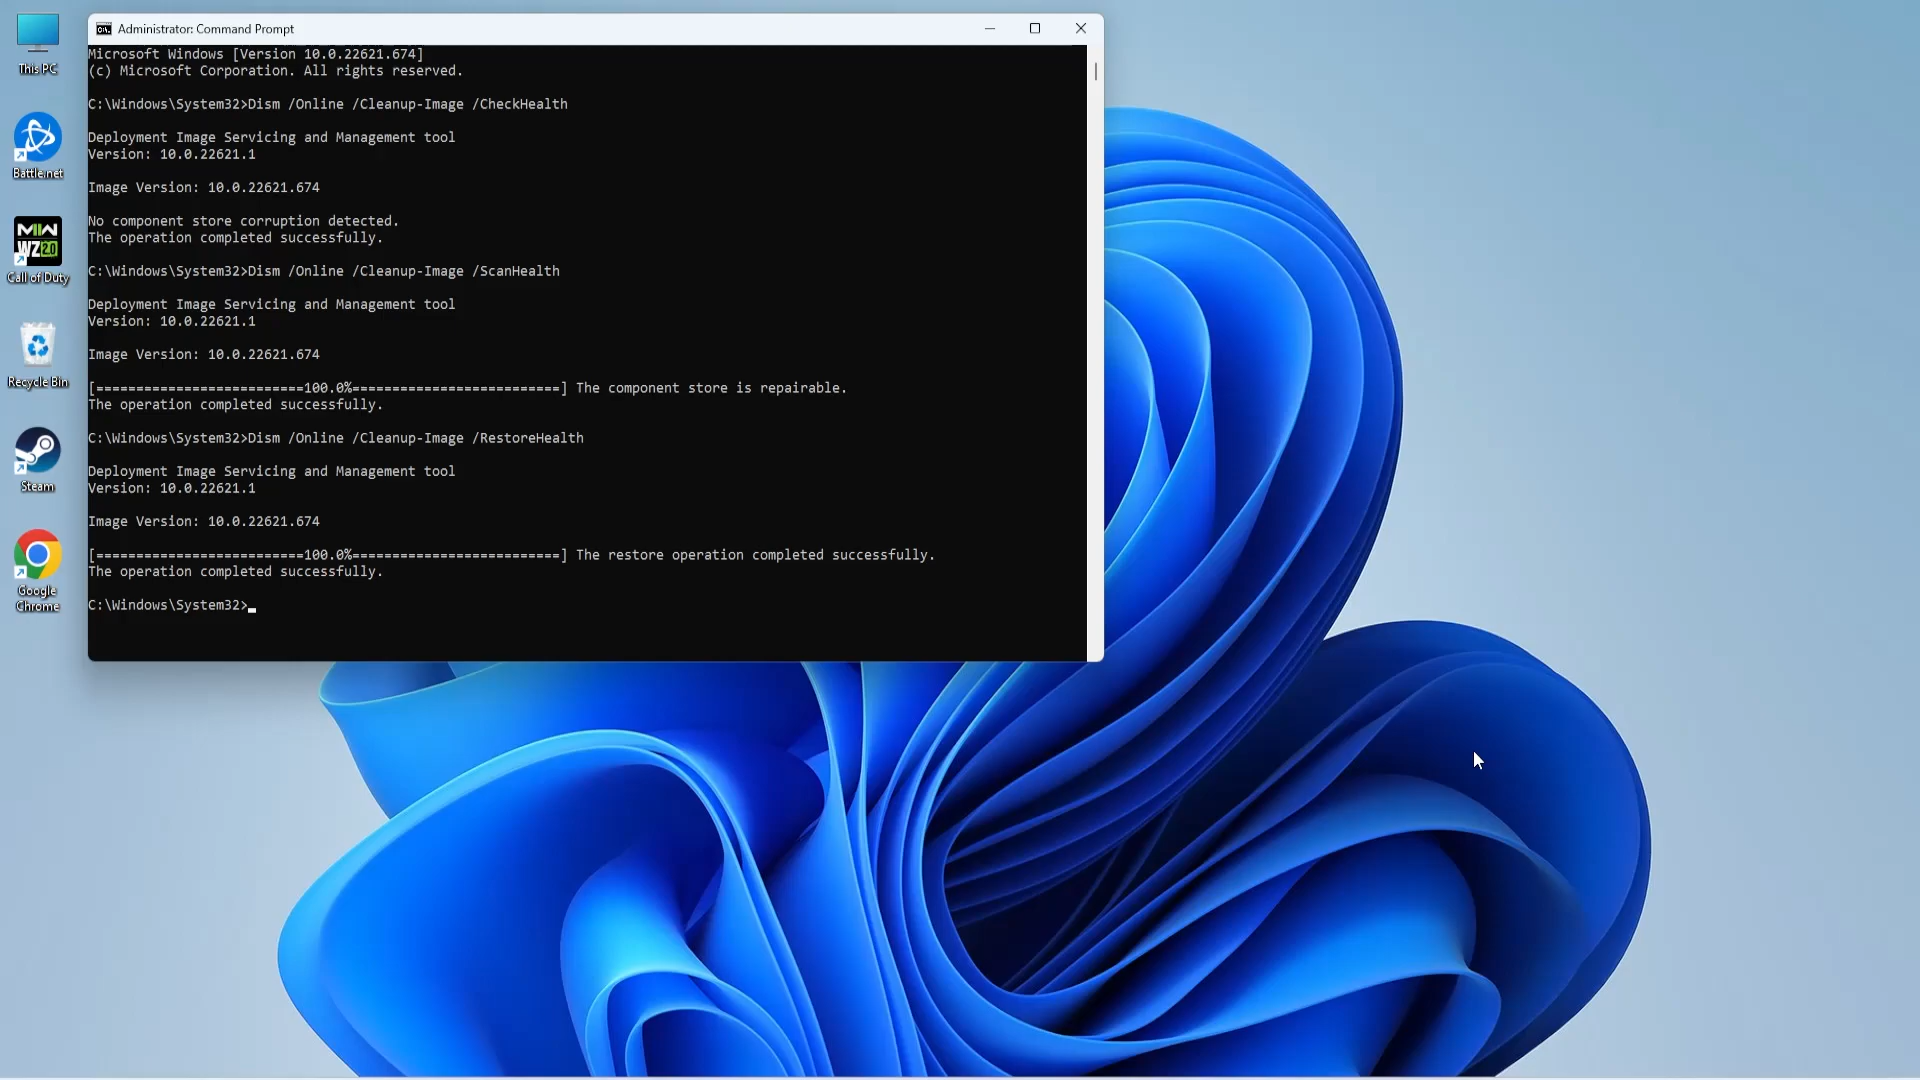 This PC
Battle.net
MW
WZ 2.0
Call of Duty
Recycle Bin
Steam
Google
Chrome
C:\.
Administrator: Command Prompt
Microsoft Windows [Version 10.0.22621.674]
(c) Microsoft Corporation. All rights reserved.
C:\Windows\System32>Dism /Online /Cleanup-Image /CheckHealth
Deployment Image Servicing and Management tool
Version: 10.0.22621.1
Image Version: 10.0.22621.674
No component store corruption detected.
The operation completed successfully.
C:\Windows\System32>Dism /Online /Cleanup-Image /ScanHealth
Deployment Image Servicing and Management tool
Version: 10.0.22621.1
Image Version: 10.0.22621.674
[==========================100.0%==========================] The component store is repairable.
The operation completed successfully.
C:\Windows\System32>Dism /Online /Cleanup-Image /RestoreHealth
Deployment Image Servicing and Management tool
Version: 10.0.22621.1
Image Version: 10.0.22621.674
[==========================100.0%==========================] The restore operation completed successfully.
The operation completed successfully.
C:\Windows\System32>